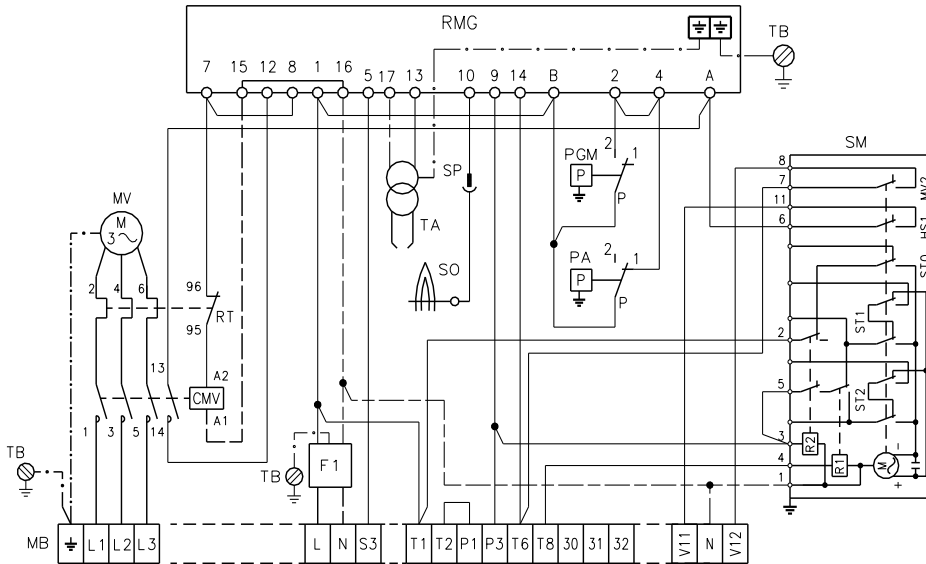 RMG
TB
7 15 12 8 1 16 5 17 13 10 9 14 B 2 4 A
SM
8
7
11
6
MV2
HS1
ST0
ST1
ST2
2
5
3
4
1
R2
R1
M
-
+
PGM
P
2
1
P
PA
P
2
1
P
SP
TA
SO
MV
M
3
2 4 6
96
RT
95
13
A2
CMV
A1
1 3 5 14
TB
TB
F1
MB L1 L2 L3 L N S3 T1 T2 P1 P3 T6 T8 30 31 32 V11 N V12